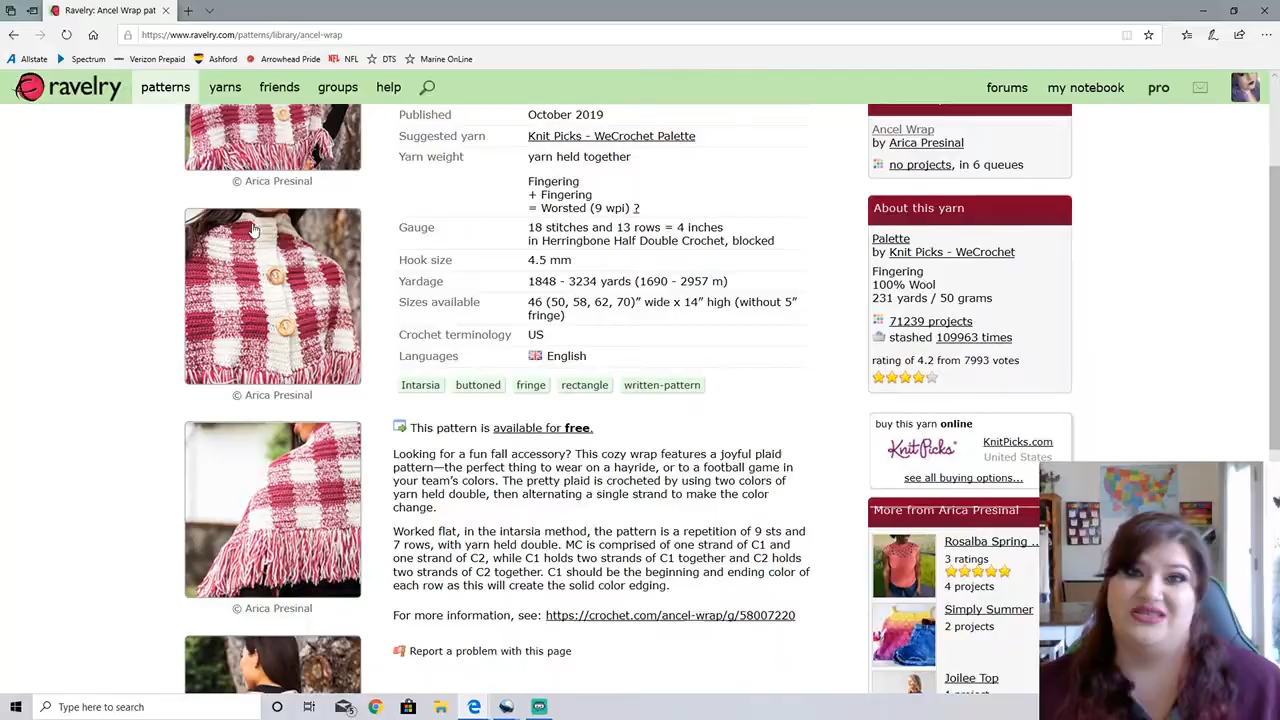 Ravelry: Ancel Wrap pat
https://www.ravelry.com/patterns/library/ancel-wrap
Allstate Spectrum Verizon Prepaid Ashford Arrowhead Pride NFL NFL DTS Marine OnLine
ravelry patterns yarns friends groups help forums my notebook pro
© Arica Presinal
© Arica Presinal
© Arica Presinal
Published October 2019
Suggested yarn Knit Picks - WeCrochet Palette
Yarn weight yarn held together
Fingering
+ Fingering
= Worsted (9 wpi) ?
Gauge 18 stitches and 13 rows = 4 inches
in Herringbone Half Double Crochet, blocked
Hook size 4.5 mm
Yardage 1848 - 3234 yards (1690 - 2957 m)
Sizes available 46 (50, 58, 62, 70)” wide x 14” high (without 5”
fringe)
Crochet terminology US
Languages English
Intarsia buttoned fringe rectangle written-pattern
This pattern is available for free.
Looking for a fun fall accessory? This cozy wrap features a joyful plaid
pattern—the perfect thing to wear on a hayride, or to a football game in
your team’s colors. The pretty plaid is crocheted by using two colors of
yarn held double, then alternating a single strand to make the color
change.
Worked flat, in the intarsia method, the pattern is a repetition of 9 sts and
7 rows, with yarn held double. MC is comprised of one strand of C1 and
one strand of C2, while C1 holds two strands of C1 together and C2 holds
two strands of C2 together. C1 should be the beginning and ending color of
each row as this will create the solid color edging.
For more information, see: https://crochet.com/ancel-wrap/g/58007220
Report a problem with this page
Ancel Wrap
by Arica Presinal
no projects, in 6 queues
About this yarn
Palette
by Knit Picks - WeCrochet
Fingering
100% Wool
231 yards / 50 grams
71239 projects
stashed 109963 times
rating of 4.2 from 7993 votes
buy this yarn online
KnitPicks KnitPicks.com
United States
see all buying options...
More from Arica Presinal
Rosalba Spring ...
3 ratings
4 projects
Simply Summer
2 projects
Joilee Top
Type here to search
5